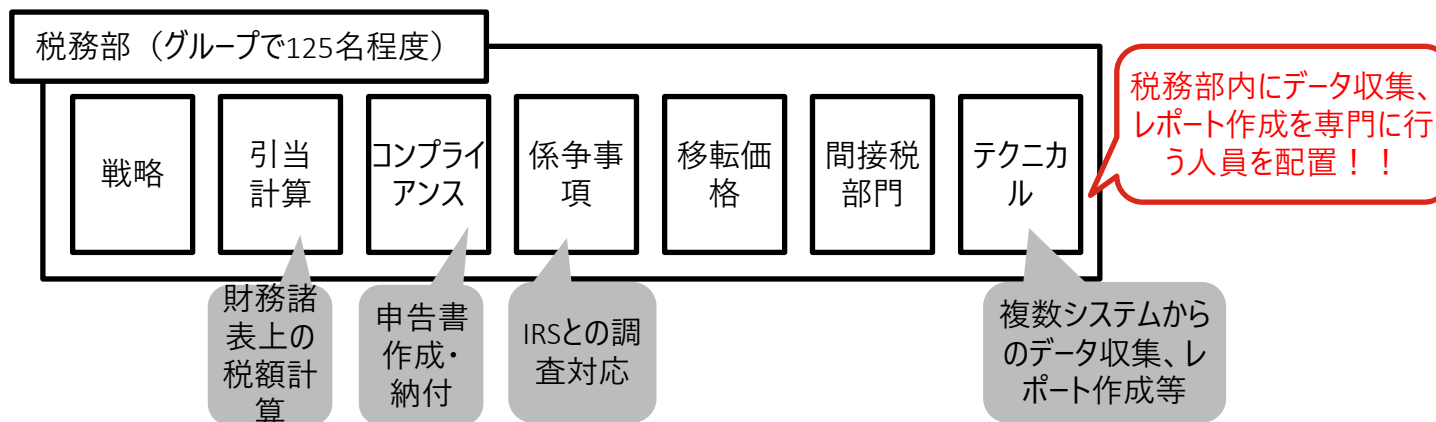 税務部（グループで125名程度）
戦略
引当
計算
コンプライ
アンス
係争事
項
移転価
格
間接税
部門
テクニカ
ル
税務部内にデータ収集、
レポート作成を専門に行
う人員を配置！！
財務諸
表上の
税額計
算
申告書
作成・
納付
IRSとの調
査対応
複数システムから
のデータ収集、レ
ポート作成等